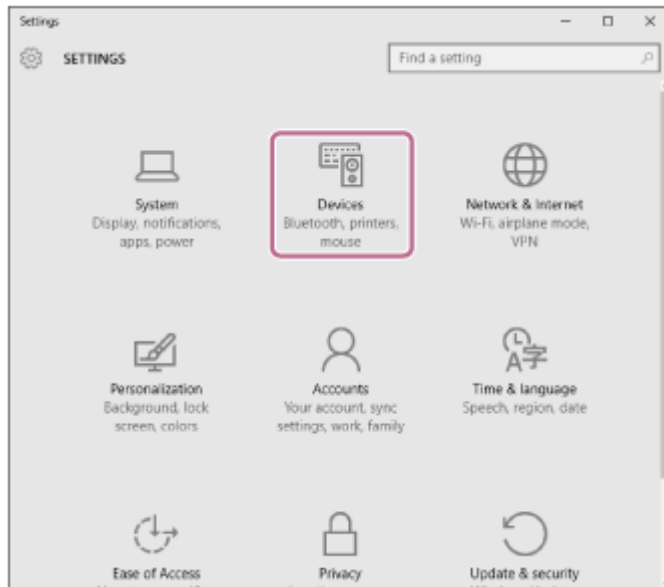 Settings
SETTINGS
Find a setting
System
Display, notifications,
apps, power
Devices
Bluetooth, printers,
mouse
Network & Internet
Wi-Fi, airplane mode,
VPN
Personalization
Background, lock
screen, colors
Accounts
Your account, sync
settings, work, family
Time & language
Speech, region, date
Ease of Access
Privacy
Update & security